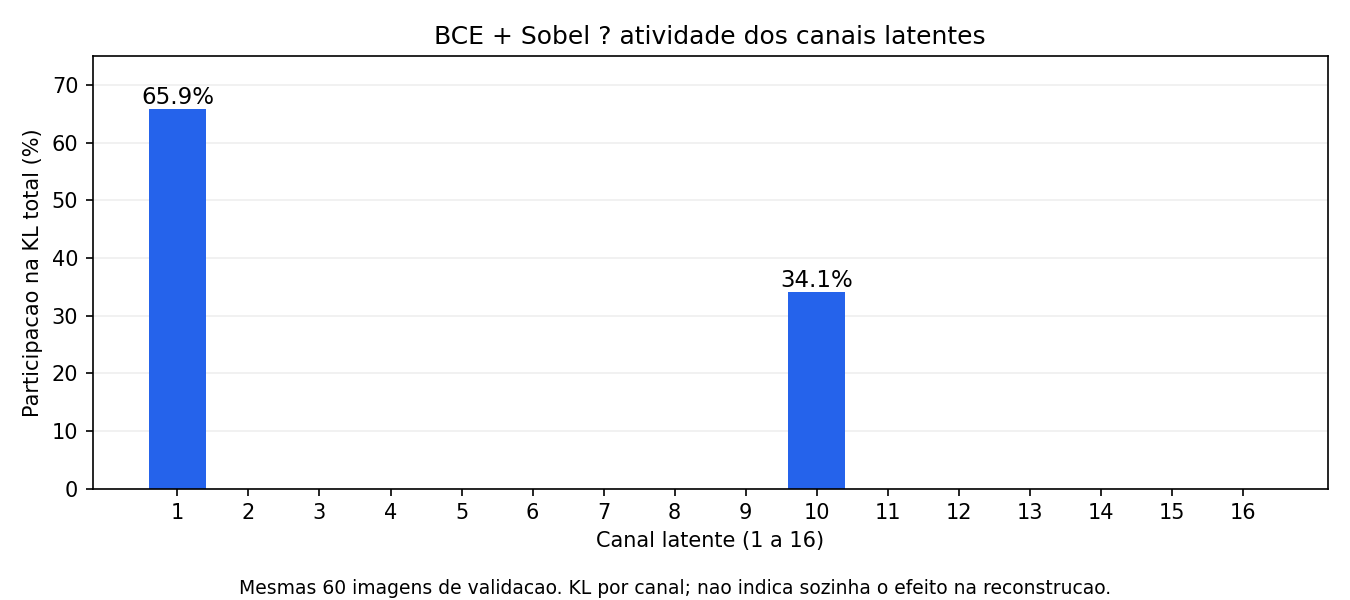 BCE + Sobel ? atividade dos canais latentes
Participacao na KL total (%)
70
60
50
40
30
20
10
0
65.9%
34.1%
1 2 3 4 5 6 7 8 9 10 11 12 13 14 15 16
Canal latente (1 a 16)
Mesmas 60 imagens de validacao. KL por canal; nao indica sozinha o efeito na reconstrucao.